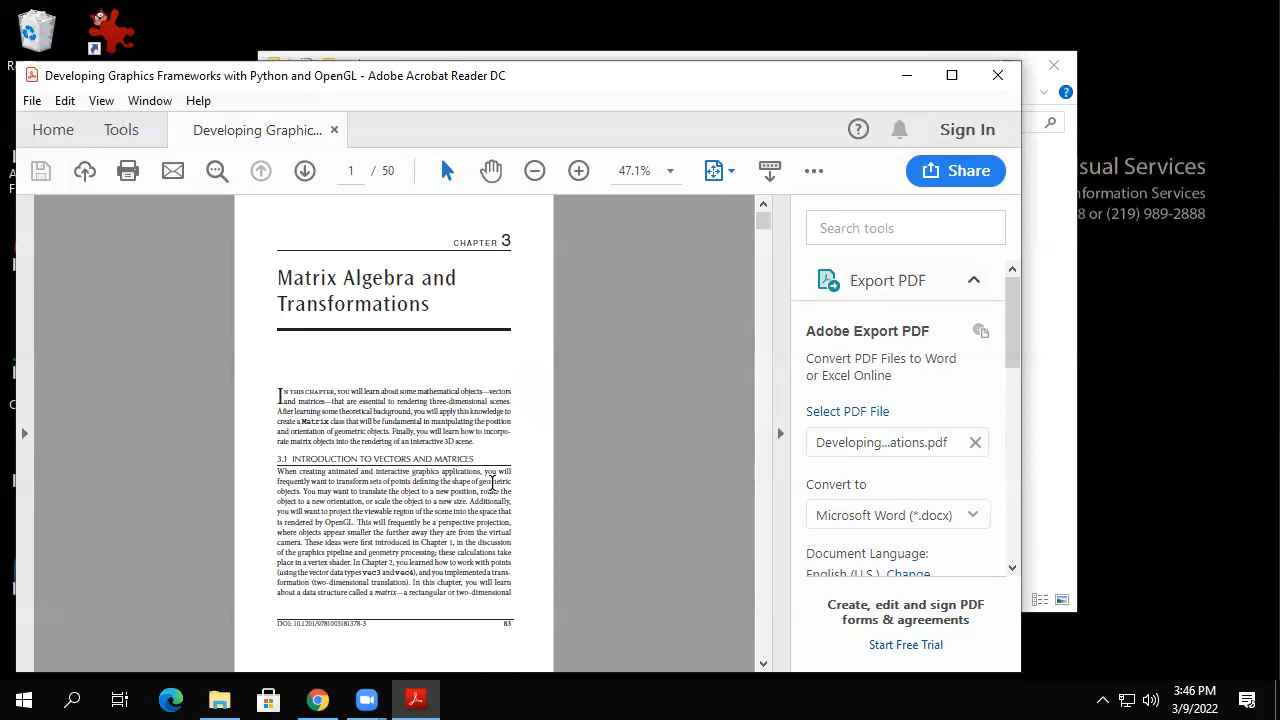 Developing Graphics Frameworks with Python and OpenGL - Adobe Acrobat Reader DC
File Edit View Window Help
Home Tools Developing Graphic... Sign In
1 / 50 47.1% Share
sual Services
nformation Services
8 or (219) 989-2888
CHAPTER 3
Matrix Algebra and
Transformations
IN THIS CHAPTER, YOU will learn about some mathematical objects—vectors
and matrices—that are essential to rendering three-dimensional scenes.
After learning some theoretical background, you will apply this knowledge to
create a Matrix class that will be fundamental in manipulating the position
and orientation of geometric objects. Finally, you will learn how to incorpo-
rate matrix objects into the rendering of an interactive 3D scene.
3.1 INTRODUCTION TO VECTORS AND MATRICES
When creating animated and interactive graphics applications, you will
frequently want to transform sets of points defining the shape of geometric
objects. You may want to translate the object to a new position, rotate the
object to a new orientation, or scale the object to a new size. Additionally,
you will want to project the viewable region of the scene into the space that
is rendered by OpenGL. This will frequently be a perspective projection,
where objects appear smaller the further away they are from the virtual
camera. These ideas were first introduced in Chapter 1, in the discussion
of the graphics pipeline and geometry processing; these calculations take
place in a vertex shader. In Chapter 2, you learned how to work with points
(using the vector data types vec3 and vec4), and you implemented a trans-
formation (two-dimensional translation). In this chapter, you will learn
about a data structure called a matrix—a rectangular or two-dimensional
DOI: 10.1201/9781003181378-3 83
Search tools
Export PDF
Adobe Export PDF
Convert PDF Files to Word
or Excel Online
Select PDF File
Developing...ations.pdf
Convert to
Microsoft Word (*.docx)
Document Language:
English (U.S.) Change
Create, edit and sign PDF
forms & agreements
Start Free Trial
3:46 PM
3/9/2022